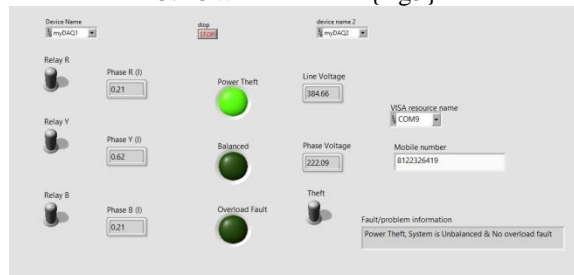 Device Name
myDAQ1
stop
STOP
device name 2
myDAQ2
Relay R
Phase R (I)
0.21
Power Theft
Line Voltage
384.66
VISA resource name
COM9
Relay Y
Phase Y (I)
0.62
Balanced
Phase Voltage
222.09
Mobile number
8122326419
Relay B
Phase B (I)
0.21
Overload Fault
Theft
Fault/problem information
Power Theft, System is Unbalanced & No overload fault